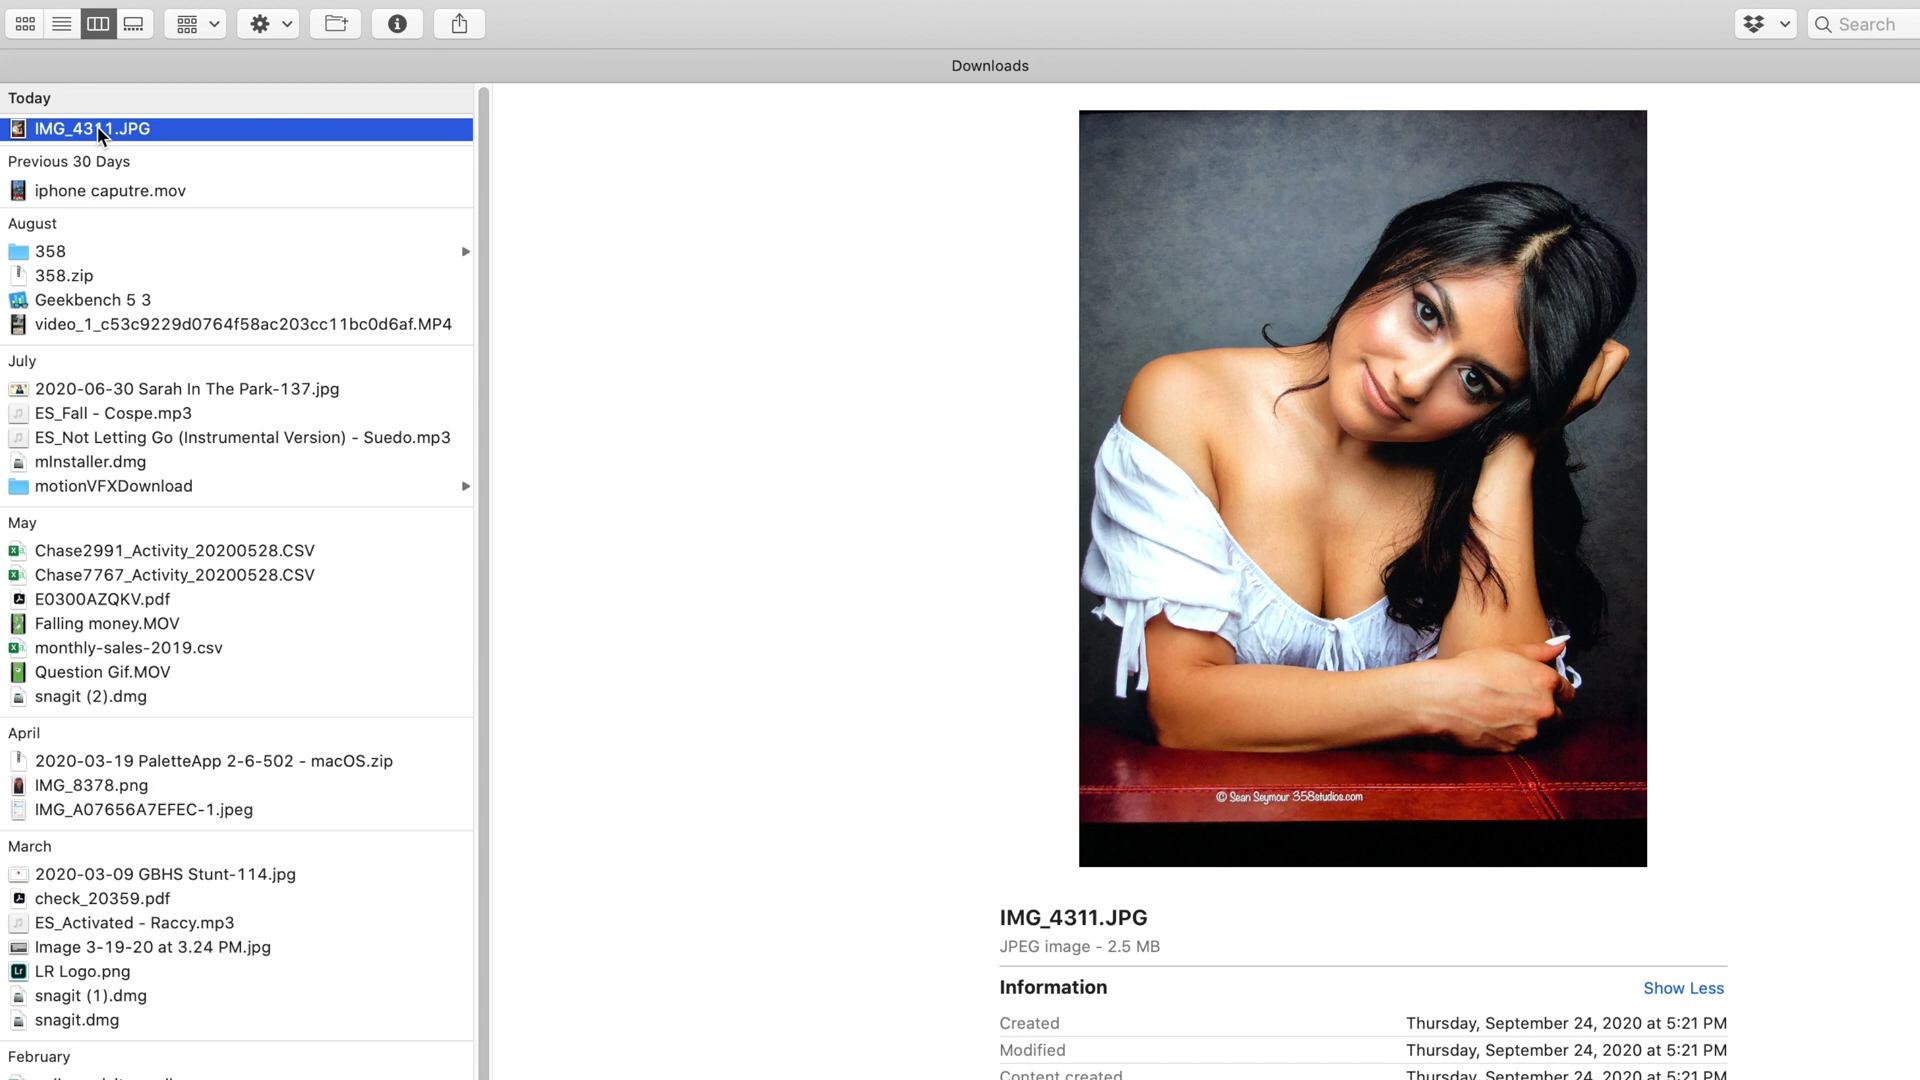 Search
Downloads
Today
IMG_4311.JPG
Previous 30 Days
iphone caputre.mov
August
358
358.zip
Geekbench 5 3
video_1_c53c9229d0764f58ac203cc11bc0d6af.MP4
July
2020-06-30 Sarah In The Park-137.jpg
ES_Fall - Cospe.mp3
ES_Not Letting Go (Instrumental Version) - Suedo.mp3
mInstaller.dmg
motionVFXDownload
May
Chase2991_Activity_20200528.CSV
Chase7767_Activity_20200528.CSV
E0300AZQKV.pdf
Falling money.MOV
monthly-sales-2019.csv
Question Gif.MOV
snagit (2).dmg
April
2020-03-19 PaletteApp 2-6-502 - macOS.zip
IMG_8378.png
IMG_A07656A7EFEC-1.jpeg
March
2020-03-09 GBHS Stunt-114.jpg
check_20359.pdf
ES_Activated - Raccy.mp3
Image 3-19-20 at 3.24 PM.jpg
LR Logo.png
snagit (1).dmg
snagit.dmg
February
© Sean Seymour 358studios.com
IMG_4311.JPG
JPEG image - 2.5 MB
Information Show Less
Created Thursday, September 24, 2020 at 5:21 PM
Modified Thursday, September 24, 2020 at 5:21 PM
Content created Thursday, September 24, 2020 at 5:21 PM